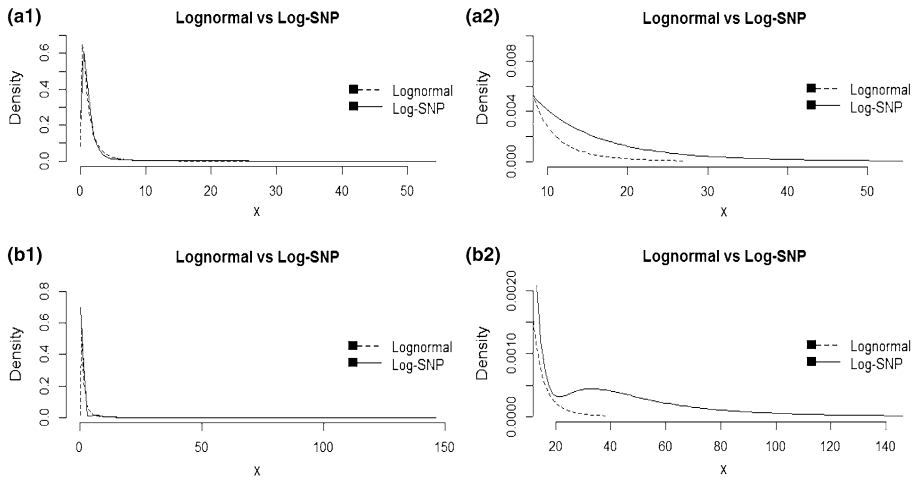 (a1)
Lognormal vs Log-SNP
Density
0.0 0.2 0.4 0.6
Lognormal
Log-SNP
0 10 20 30 40 50
X
(a2)
Lognormal vs Log-SNP
Density
0.000 0.004 0.008
Lognormal
Log-SNP
10 20 30 40 50
X
(b1)
Lognormal vs Log-SNP
Density
0.0 0.2 0.4 0.6 0.8
Lognormal
Log-SNP
0 50 100 150
X
(b2)
Lognormal vs Log-SNP
Density
0.0000 0.0010 0.0020
Lognormal
Log-SNP
20 40 60 80 100 120 140
X